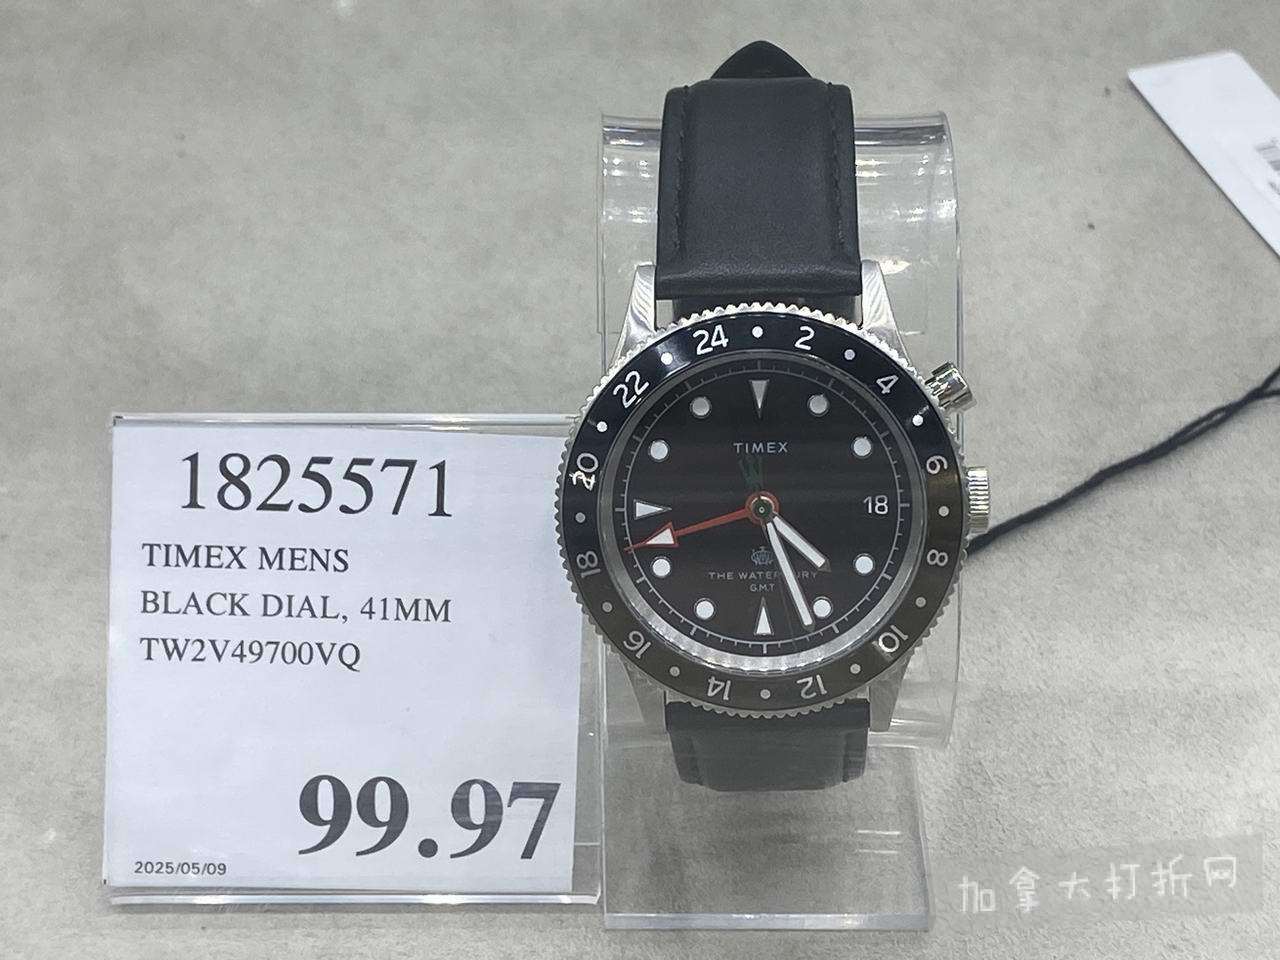 1825571
TIMEX MENS
BLACK DIAL, 41MM
TW2V49700VQ
99.97
2025/05/09
24
2
4
6
8
10
12
14
16
18
20
22
TIMEX
18
THE WATERBURY
G.M.T
加拿大打折网